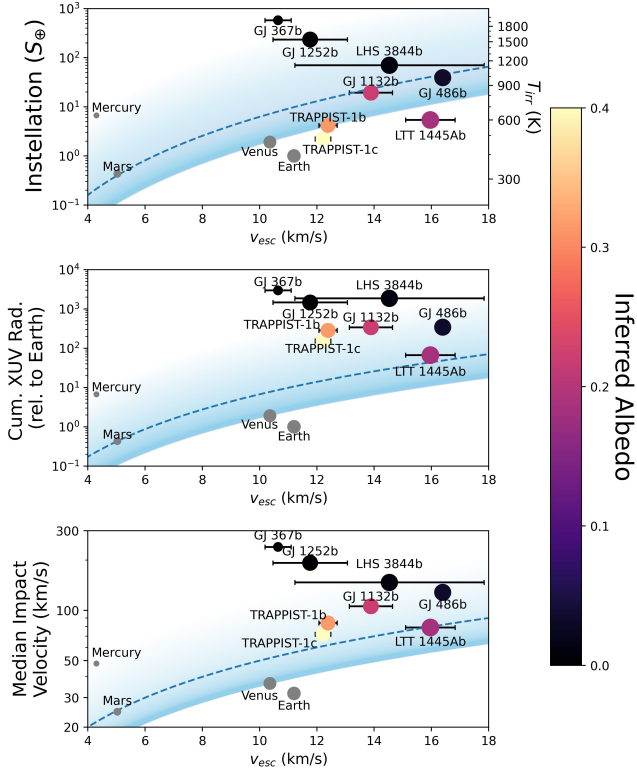 10³
10²
10¹
10⁰
10⁻¹
Instellation (S⊕)
GJ 367b
GJ 1252b
LHS 3844b
GJ 1132b
GJ 486b
Mercury
TRAPPIST-1b
LTT 1445Ab
Venus
TRAPPIST-1c
Earth
Mars
1800
1500
1200
900
600
300
T_irr (K)
4 6 8 10 12 14 16 18
v_esc (km/s)
10⁴
10³
10²
10¹
10⁰
10⁻¹
Cum. XUV Rad.
(rel. to Earth)
GJ 367b
LHS 3844b
GJ 1252b
GJ 1132b
GJ 486b
TRAPPIST-1b
TRAPPIST-1c
LTT 1445Ab
Mercury
Venus
Mars
Earth
4 6 8 10 12 14 16 18
v_esc (km/s)
300
100
50
30
20
Median Impact
Velocity (km/s)
GJ 367b
GJ 1252b
LHS 3844b
GJ 1132b
GJ 486b
TRAPPIST-1b
TRAPPIST-1c
LTT 1445Ab
Mercury
Venus
Mars
Earth
4 6 8 10 12 14 16 18
v_esc (km/s)
0.4
0.3
0.2
0.1
0.0
Inferred Albedo